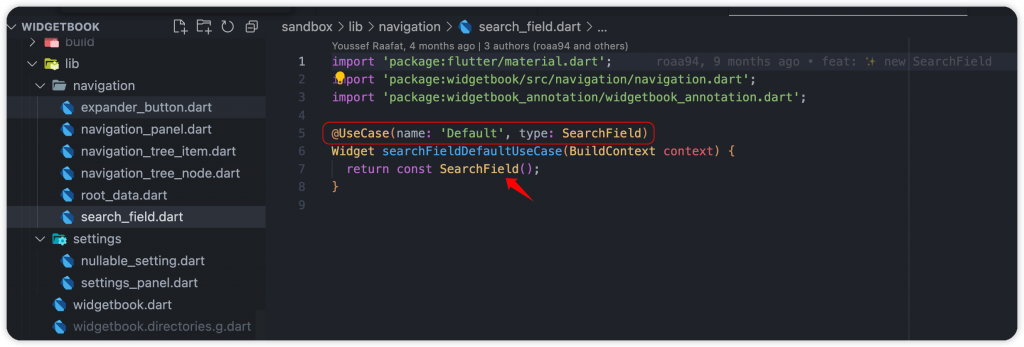 WIDGETBOOK
build
lib
navigation
expander_button.dart
navigation_panel.dart
navigation_tree_item.dart
navigation_tree_node.dart
root_data.dart
search_field.dart
settings
nullable_setting.dart
settings_panel.dart
widgetbook.dart
widgetbook.directories.g.dart
sandbox > lib > navigation > search_field.dart > ...
Youssef Raafat, 4 months ago | 3 authors (roaa94 and others)
1 import 'package:flutter/material.dart'; roaa94, 9 months ago • feat: ✨ new SearchField
2 import 'package:widgetbook/src/navigation/navigation.dart';
3 import 'package:widgetbook_annotation/widgetbook_annotation.dart';
4
5 @UseCase(name: 'Default', type: SearchField)
6 Widget searchFieldDefaultUseCase(BuildContext context) {
7 return const SearchField();
8 }
9